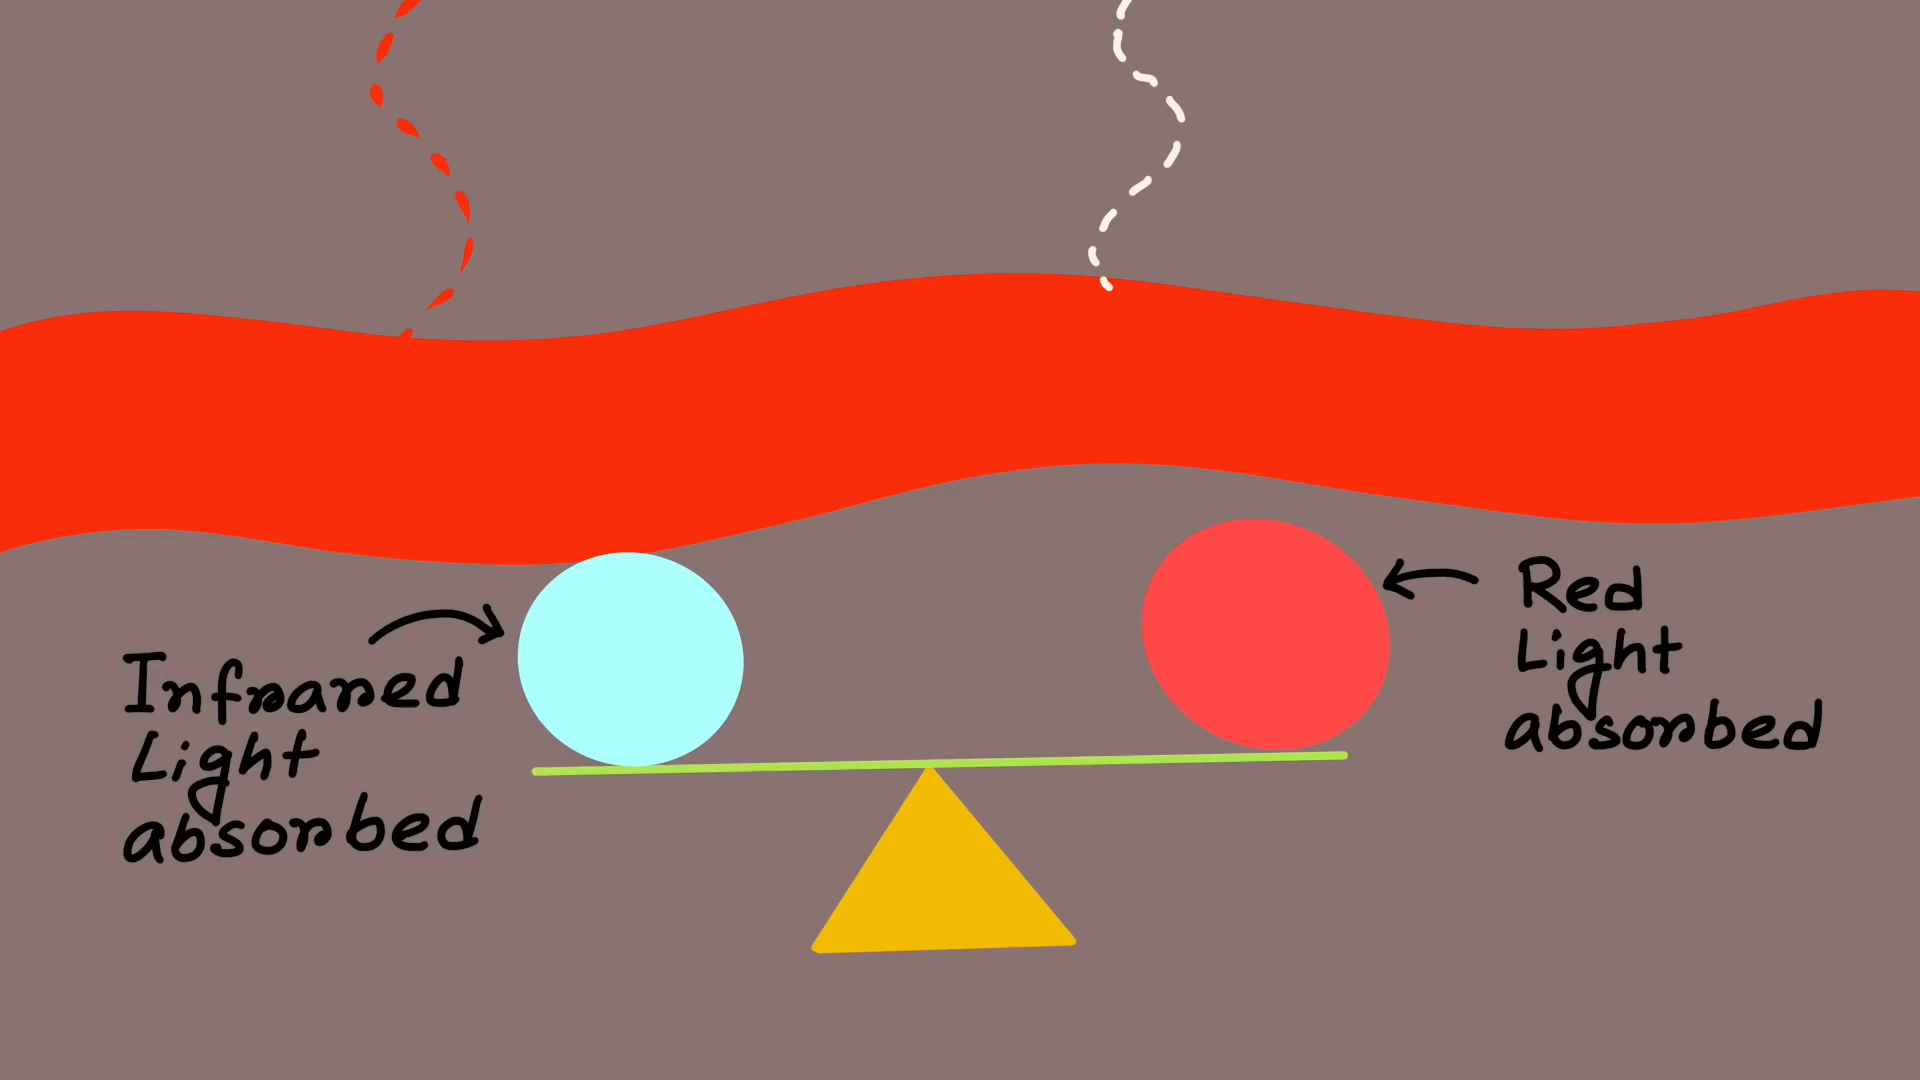 Infrared
Light
absorbed
Red
Light
absorbed